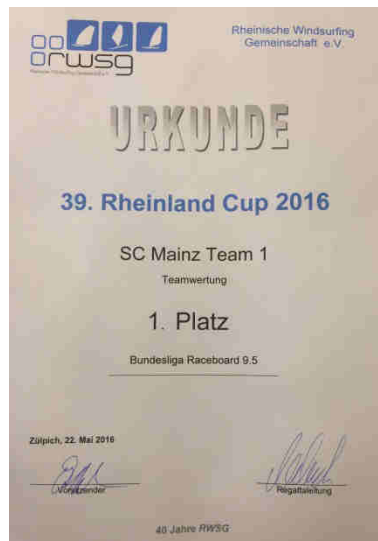 rwsg
Rheinische Windsurfing
Gemeinschaft e.V.
URKUNDE
39. Rheinland Cup 2016
SC Mainz Team 1
Teamwertung
1. Platz
Bundesliga Raceboard 9.5
Zülpich, 22. Mai 2016
Vorsitzender
Regattaleitung
40 Jahre RWSG